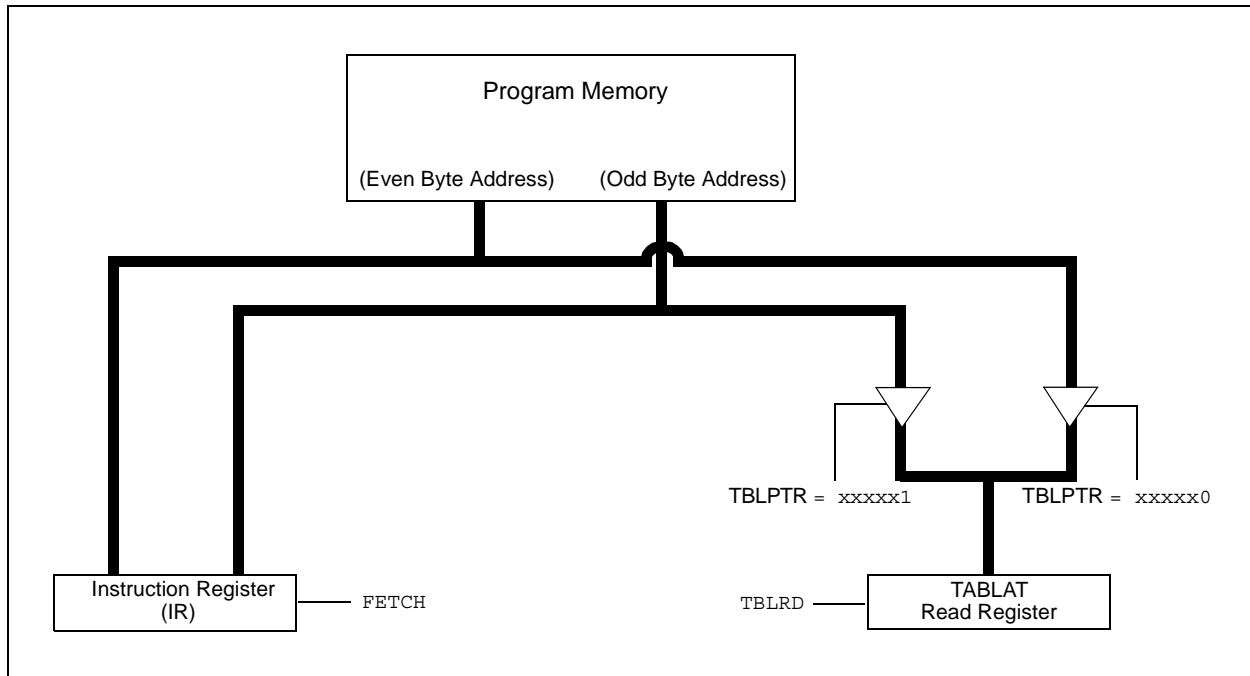 Program Memory
(Even Byte Address) (Odd Byte Address)
TBLPTR = xxxxx1
TBLPTR = xxxxx0
Instruction Register
(IR)
FETCH
TBLRD
TABLAT
Read Register